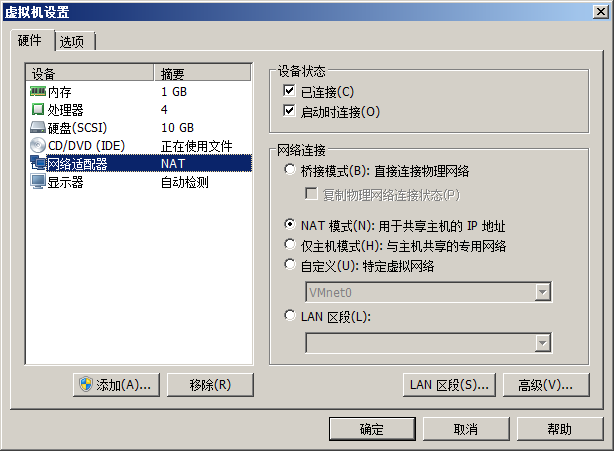 虚拟机设置
硬件 选项
设备 摘要
内存 1 GB
处理器 4
硬盘(SCSI) 10 GB
CD/DVD (IDE) 正在使用文件
网络适配器 NAT
显示器 自动检测
添加(A)... 移除(R)
设备状态
已连接(C)
启动时连接(O)
网络连接
桥接模式(B): 直接连接物理网络
复制物理网络连接状态(P)
NAT 模式(N): 用于共享主机的 IP 地址
仅主机模式(H): 与主机共享的专用网络
自定义(U): 特定虚拟网络
VMnet0
LAN 区段(L):
LAN 区段(S)... 高级(V)...
确定 取消 帮助